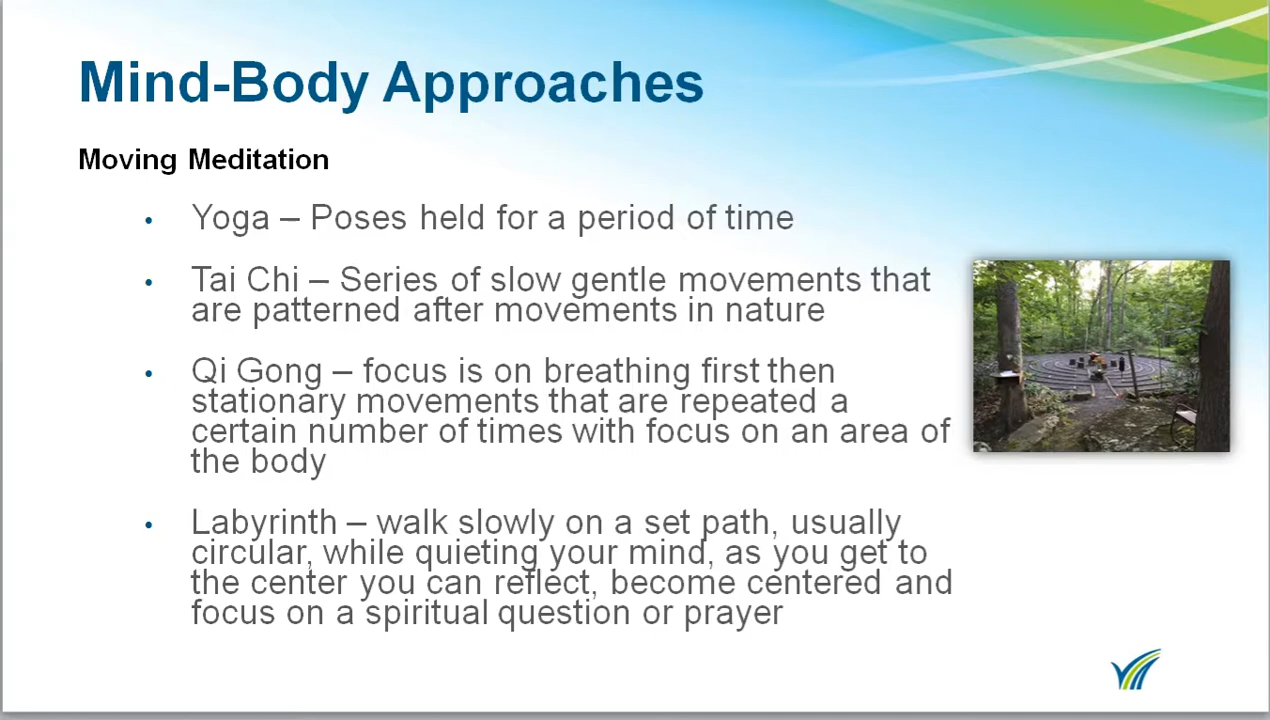 Mind-Body Approaches
Moving Meditation
• Yoga – Poses held for a period of time
• Tai Chi – Series of slow gentle movements that
are patterned after movements in nature
• Qi Gong – focus is on breathing first then
stationary movements that are repeated a
certain number of times with focus on an area of
the body
• Labyrinth – walk slowly on a set path, usually
circular, while quieting your mind, as you get to
the center you can reflect, become centered and
focus on a spiritual question or prayer